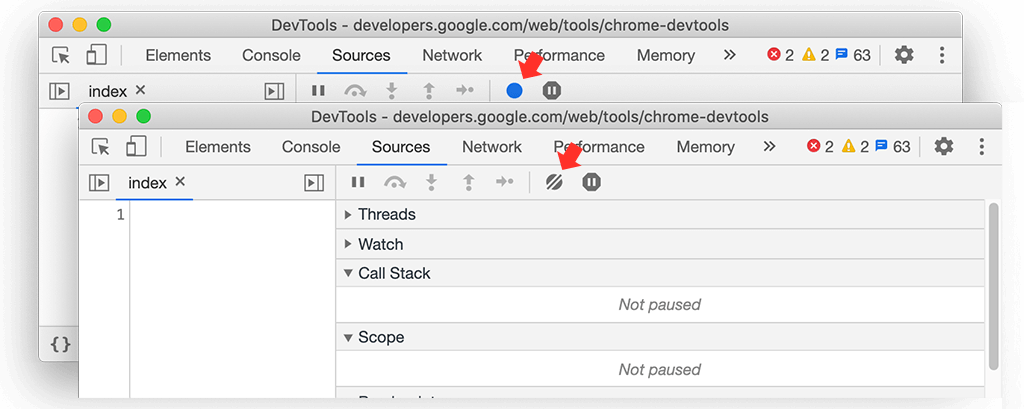 DevTools - developers.google.com/web/tools/chrome-devtools
Elements Console Sources Network Performance Memory » 2 2 63
index ×
DevTools - developers.google.com/web/tools/chrome-devtools
Elements Console Sources Network Performance Memory » 2 2 63
index ×
1
Threads
Watch
Call Stack
Not paused
Scope
Not paused
{}